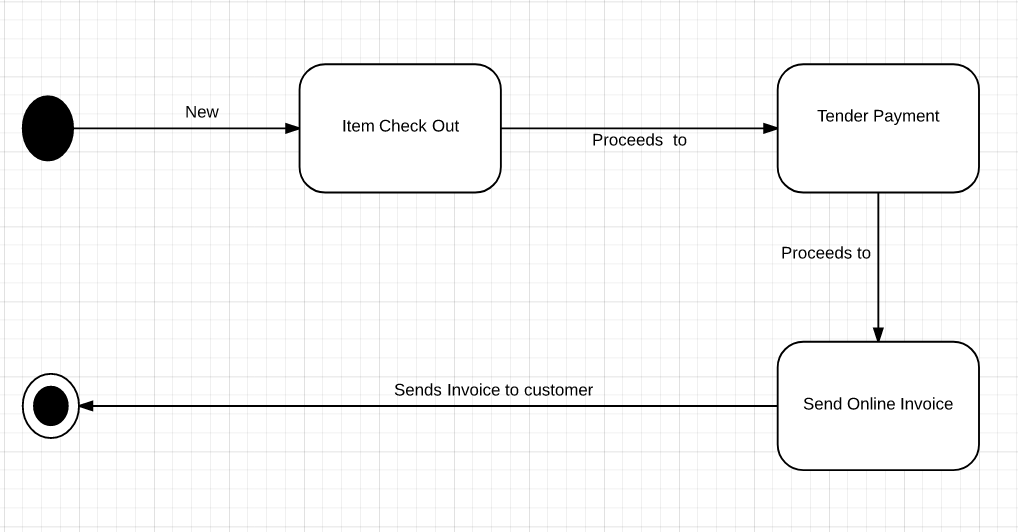 New
Item Check Out
Proceeds  to
Tender Payment
Proceeds to
Send Online Invoice
Sends Invoice to customer